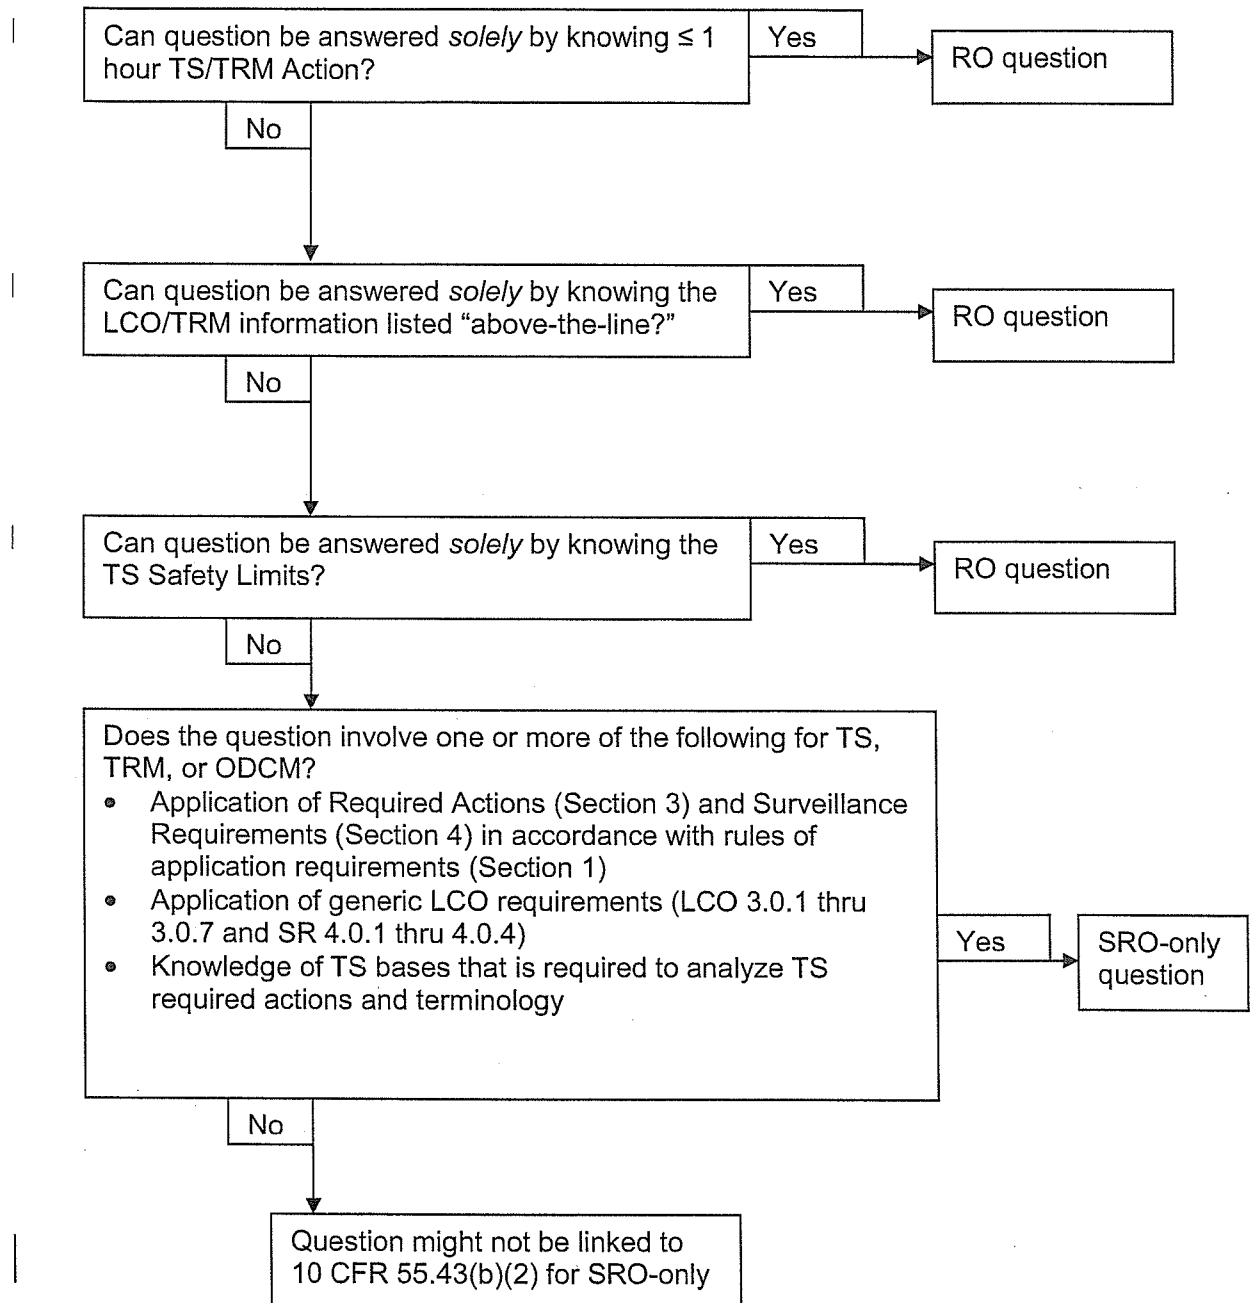 Can question be answered solely by knowing ≤ 1
hour TS/TRM Action?
Yes
RO question
No
Can question be answered solely by knowing the
LCO/TRM information listed “above-the-line?”
Yes
RO question
No
Can question be answered solely by knowing the
TS Safety Limits?
Yes
RO question
No
Does the question involve one or more of the following for TS,
TRM, or ODCM?
• Application of Required Actions (Section 3) and Surveillance
Requirements (Section 4) in accordance with rules of
application requirements (Section 1)
• Application of generic LCO requirements (LCO 3.0.1 thru
3.0.7 and SR 4.0.1 thru 4.0.4)
• Knowledge of TS bases that is required to analyze TS
required actions and terminology
Yes
SRO-only
question
No
Question might not be linked to
10 CFR 55.43(b)(2) for SRO-only